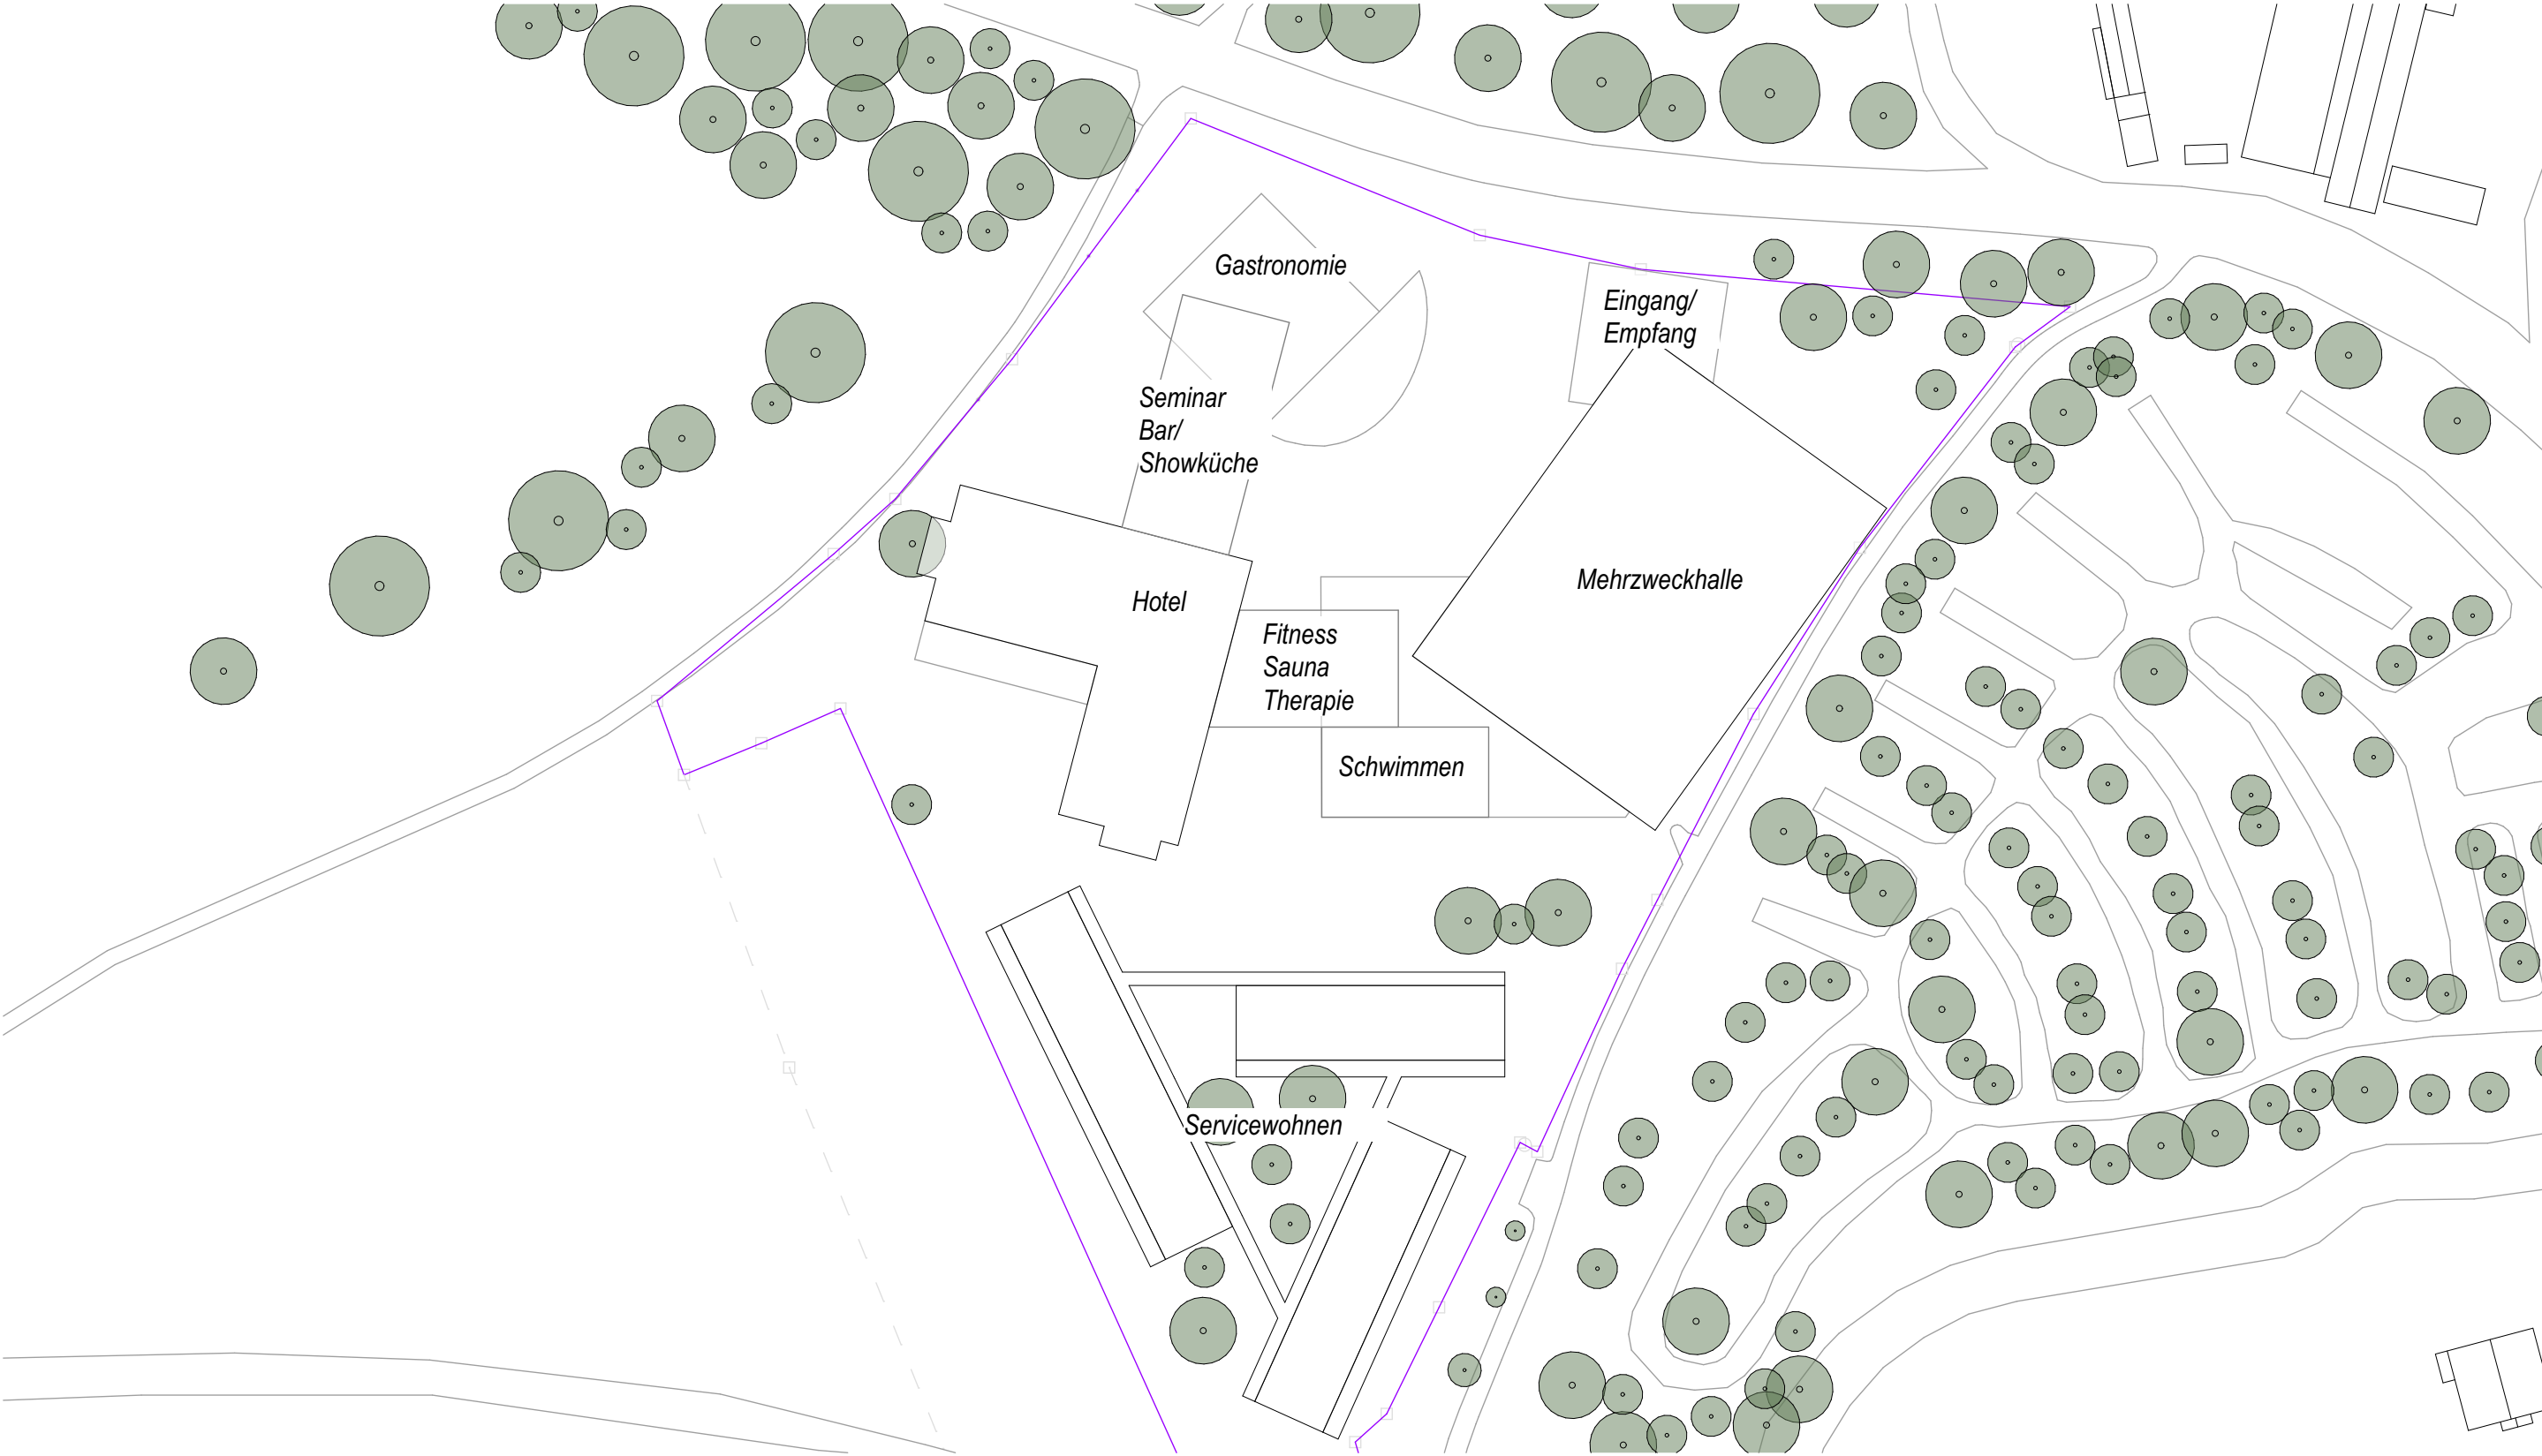 Gastronomie
Eingang/
Empfang
Seminar
Bar/
Showküche
Mehrzweckhalle
Hotel
Fitness
Sauna
Therapie
Schwimmen
Servicewohnen